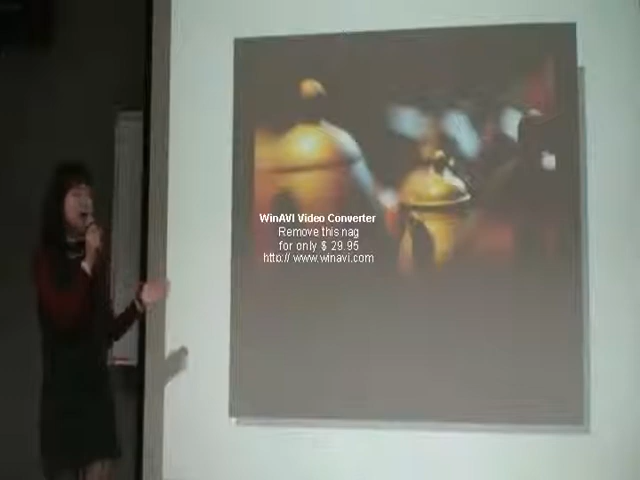 WinAVI Video Converter
Remove this nag
for only $ 29.95
http:// www.winavi.com